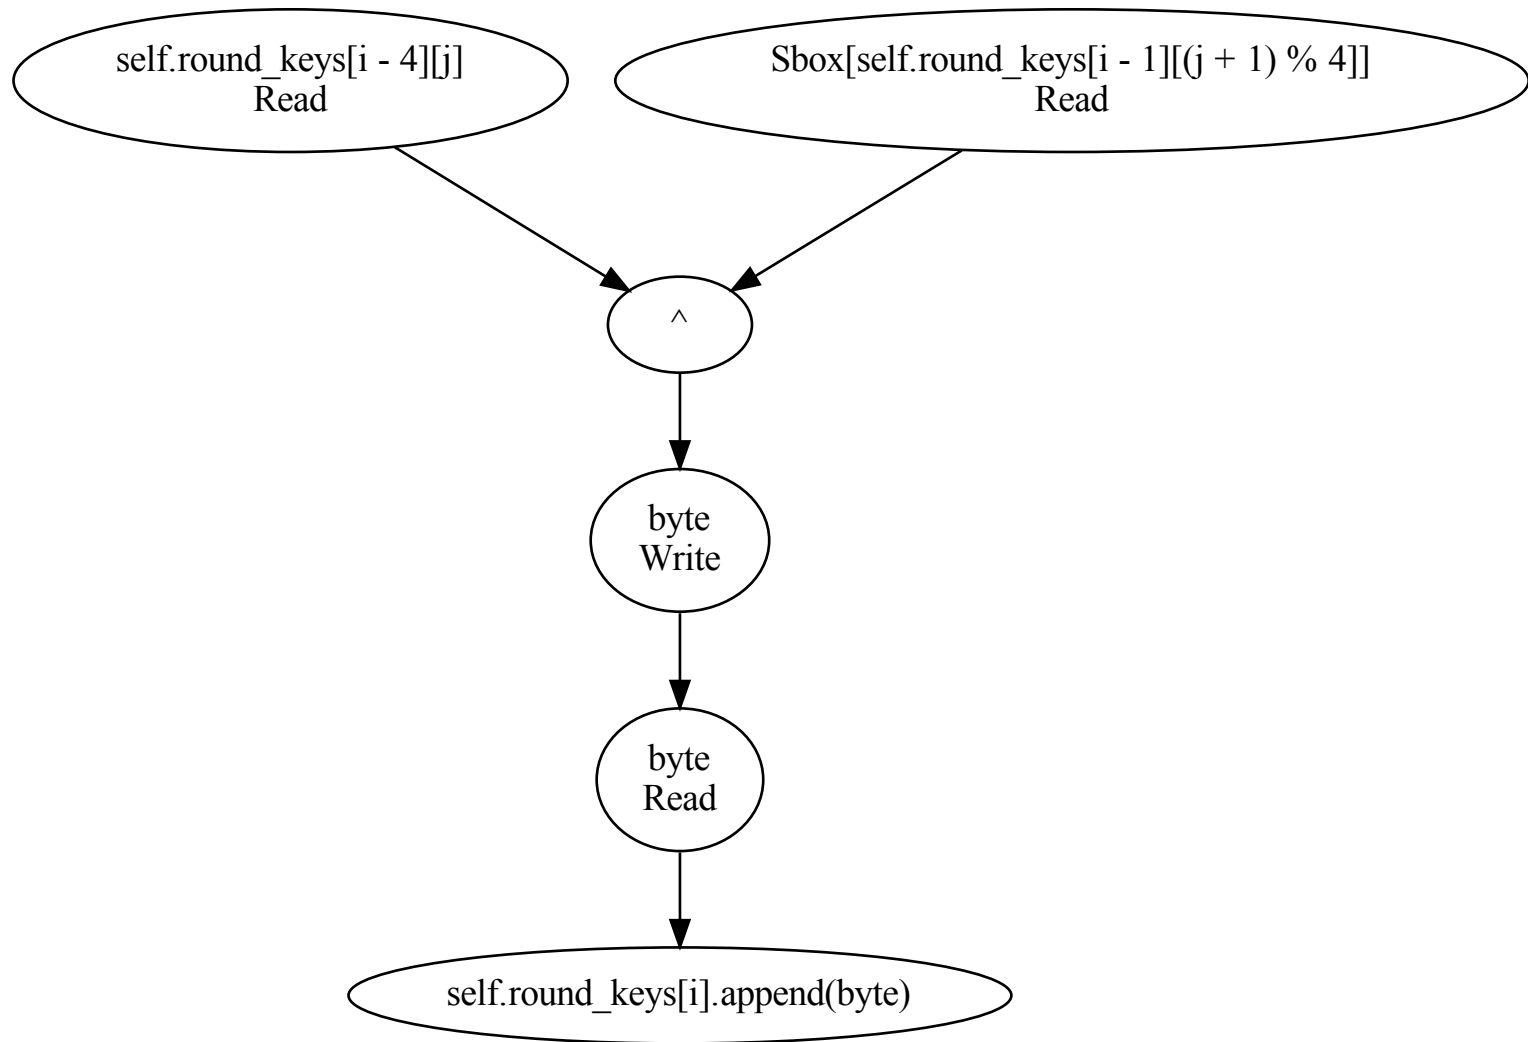 self.round_keys[i - 4][j]
Read
Sbox[self.round_keys[i - 1][(j + 1) % 4]]
Read
^
byte
Write
byte
Read
self.round_keys[i].append(byte)